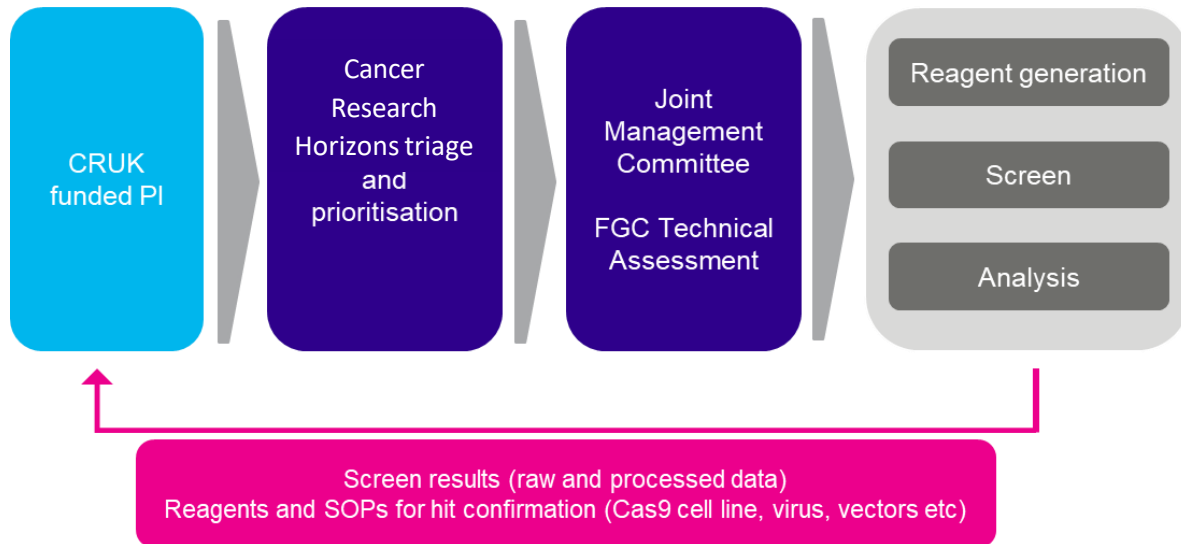 CRUK
funded PI
Cancer
Research
Horizons triage
and
prioritisation
Joint
Management
Committee
FGC Technical
Assessment
Reagent generation
Screen
Analysis
Screen results (raw and processed data)
Reagents and SOPs for hit confirmation (Cas9 cell line, virus, vectors etc)